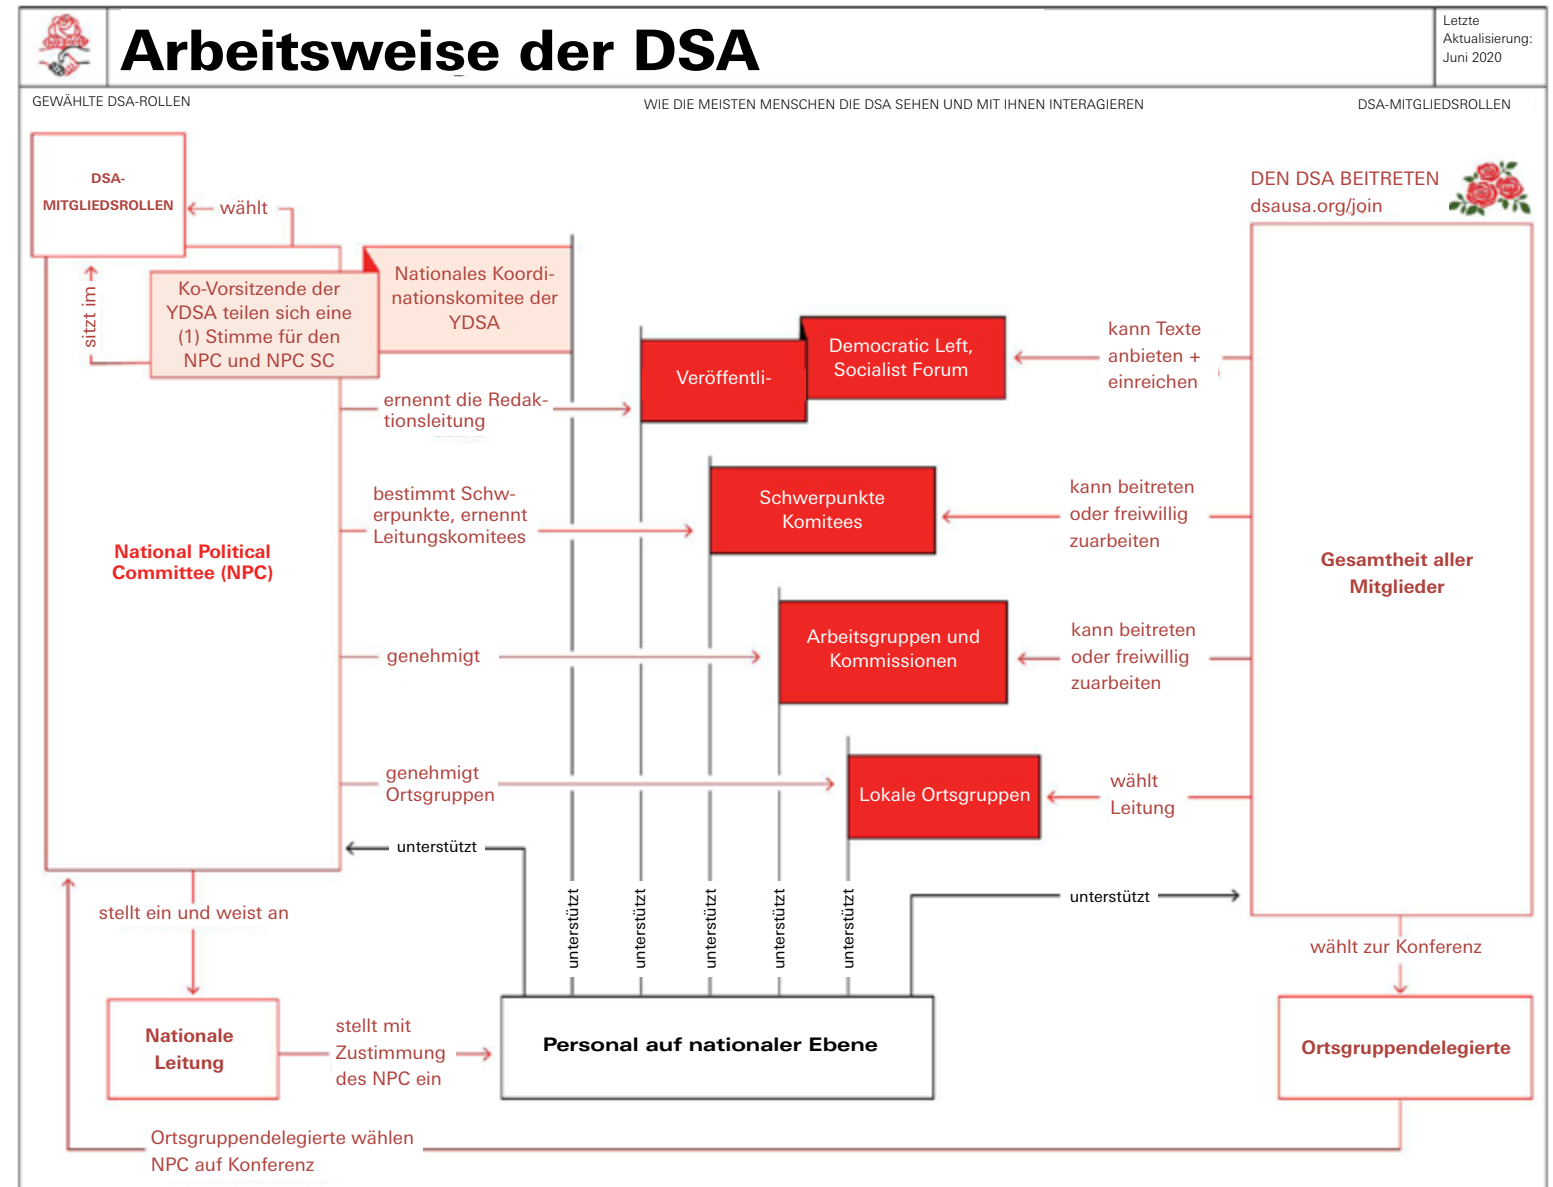 Arbeitsweise der DSA
Letzte
Aktualisierung:
Juni 2020
GEWÄHLTE DSA-ROLLEN
WIE DIE MEISTEN MENSCHEN DIE DSA SEHEN UND MIT IHNEN INTERAGIEREN
DSA-MITGLIEDSROLLEN
DSA-
MITGLIEDSROLLEN
wählt
sitzt im
Ko-Vorsitzende der
YDSA teilen sich eine
(1) Stimme für den
NPC und NPC SC
Nationales Koordi-
nationskomitee der
YDSA
DEN DSA BEITRETEN
dsausa.org/join
ernennt die Redak-
tionsleitung
Veröffentli-
Democratic Left,
Socialist Forum
kann Texte
anbieten +
einreichen
bestimmt Schw-
erpunkte, ernennt
Leitungskomitees
Schwerpunkte
Komitees
kann beitreten
oder freiwillig
zuarbeiten
National Political
Committee (NPC)
Gesamtheit aller
Mitglieder
genehmigt
Arbeitsgruppen und
Kommissionen
kann beitreten
oder freiwillig
zuarbeiten
genehmigt
Ortsgruppen
Lokale Ortsgruppen
wählt
Leitung
unterstützt
unterstützt
unterstützt
unterstützt
unterstützt
unterstützt
unterstützt
stellt ein und weist an
wählt zur Konferenz
Nationale
Leitung
stellt mit
Zustimmung
des NPC ein
Personal auf nationaler Ebene
Ortsgruppendelegierte
Ortsgruppendelegierte wählen
NPC auf Konferenz